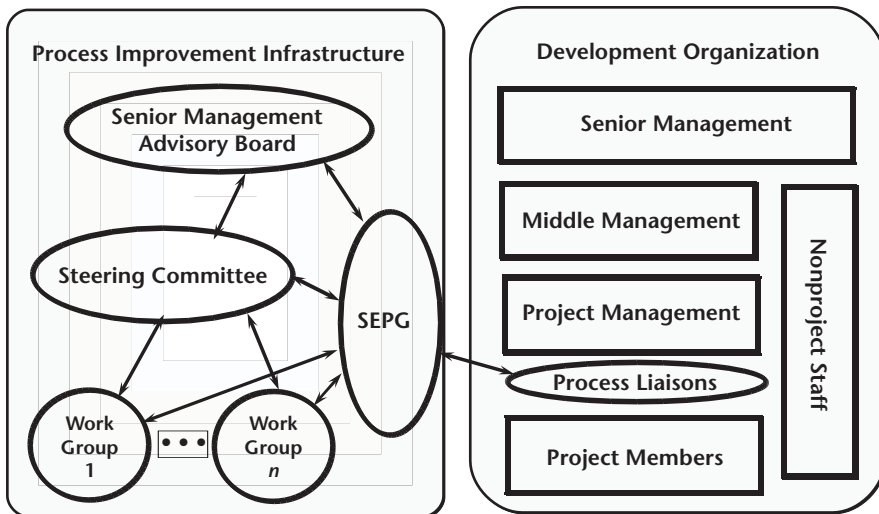 Process Improvement Infrastructure
Senior Management
Advisory Board
Steering Committee
SEPG
Work
Group
1
• • •
Work
Group
n
Development Organization
Senior Management
Middle Management
Project Management
Process Liaisons
Project Members
Nonproject Staff